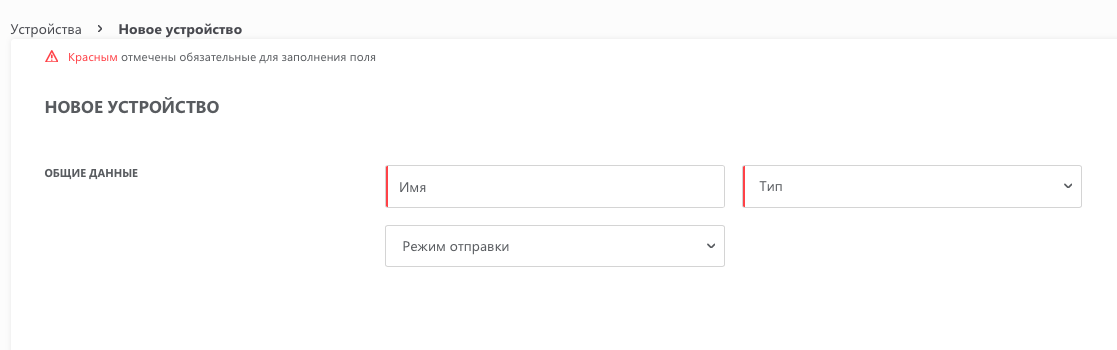 Устройства > Новое устройство
Красным отмечены обязательные для заполнения поля
НОВОЕ УСТРОЙСТВО
ОБЩИЕ ДАННЫЕ
Имя
Тип
Режим отправки